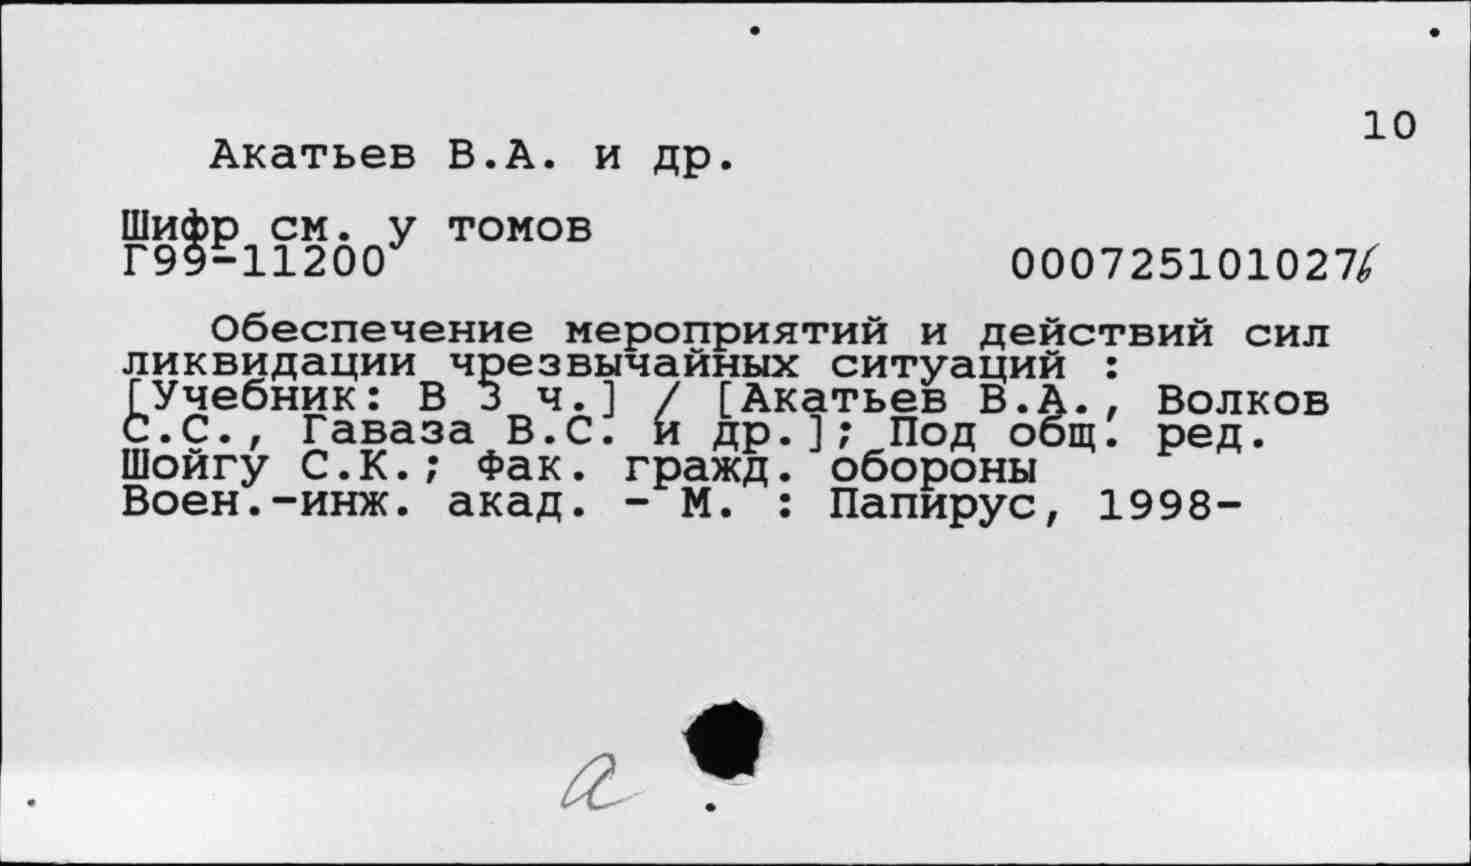 10
Акатьев В.А. и др.
Шифр см. у томов
Г99-11200 0007251010276
Обеспечение мероприятий и действий сил
ликвидации чрезвычайных ситуаций :
[Учебник: В 3 ч.] / [Акатьев В.А., Волков
С.С., Гаваза В.С. и др.]; Под общ. ред.
Шойгу С.К.; Фак. гражд. обороны
Воен.-инж. акад. - М. : Папирус, 1998-
а